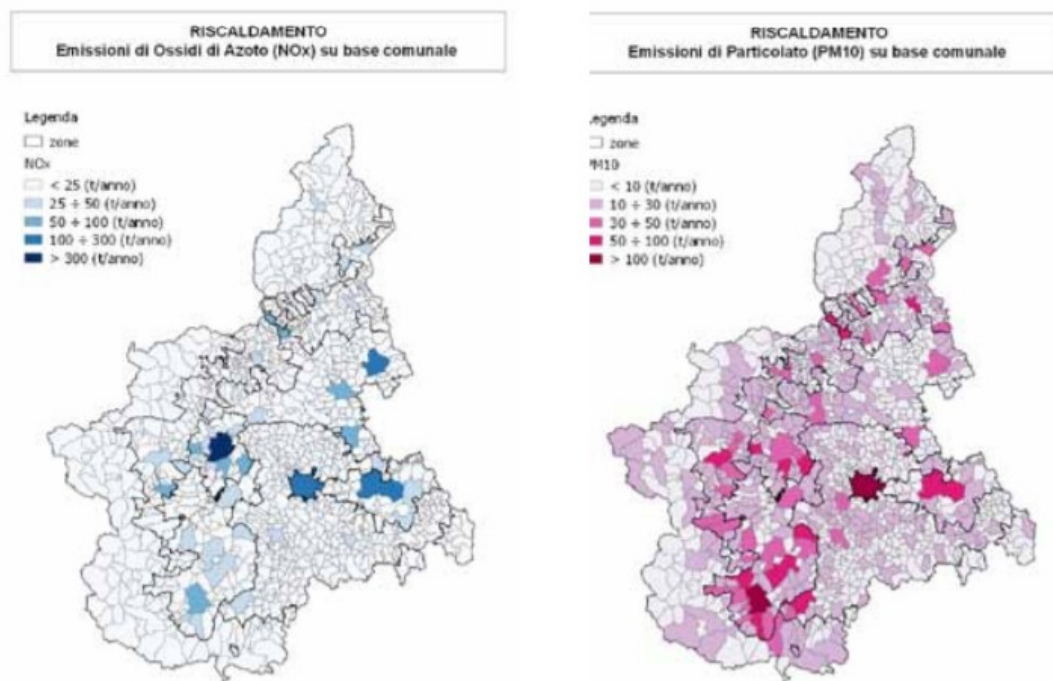 RISCALDAMENTO
Emissioni di Ossidi di Azoto (NOx) su base comunale
Legenda
zone
NOx
< 25 (t/anno)
25 ÷ 50 (t/anno)
50 ÷ 100 (t/anno)
100 ÷ 300 (t/anno)
> 300 (t/anno)
RISCALDAMENTO
Emissioni di Particolato (PM10) su base comunale
egenda
zone
PM10
< 10 (t/anno)
10 ÷ 30 (t/anno)
30 ÷ 50 (t/anno)
50 ÷ 100 (t/anno)
> 100 (t/anno)